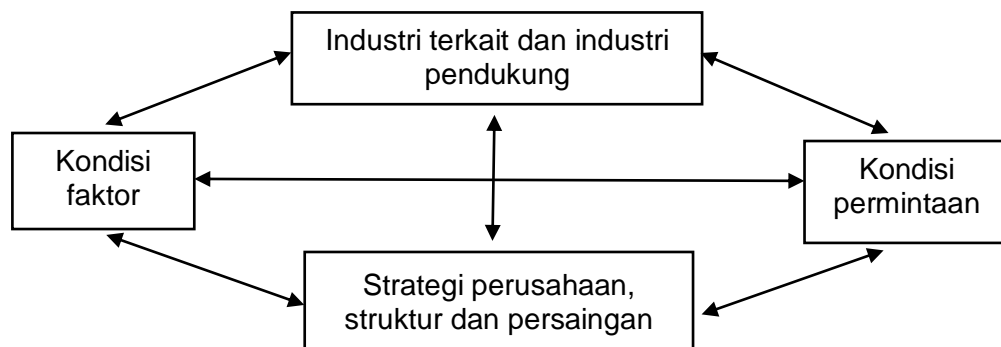 Industri terkait dan industri
pendukung
Kondisi
faktor
Kondisi
permintaan
Strategi perusahaan,
struktur dan persaingan